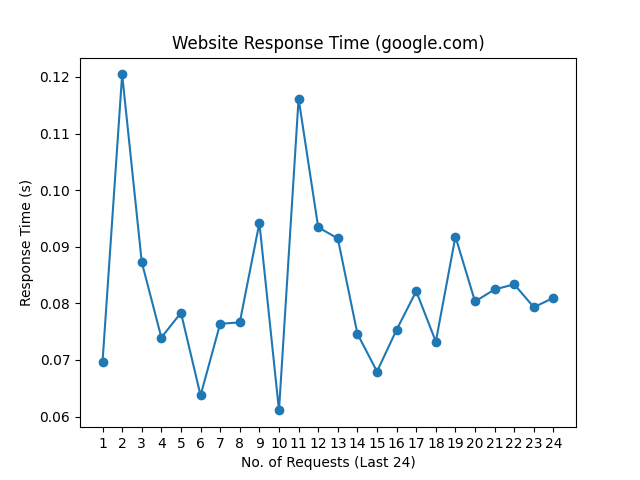 Website Response Time (google.com)
0.12
0.11
0.10
0.09
0.08
0.07
0.06
Response Time (s)
1 2 3 4 5 6 7 8 9 10 11 12 13 14 15 16 17 18 19 20 21 22 23 24
No. of Requests (Last 24)